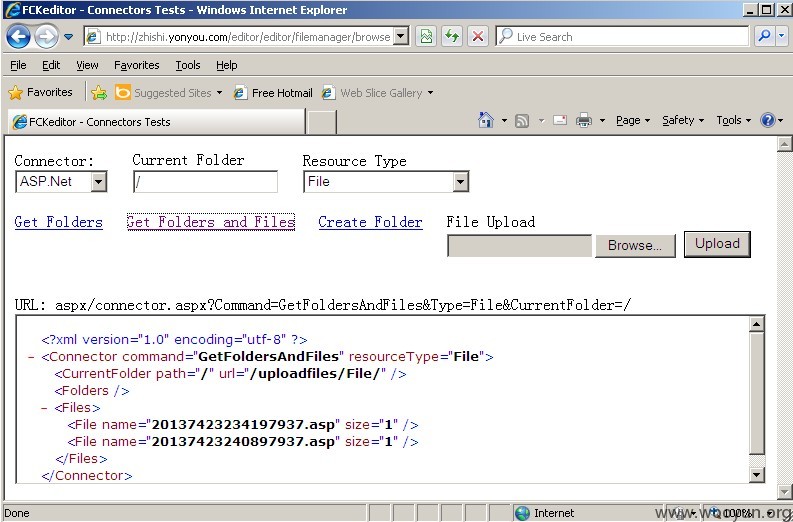 FCKeditor - Connectors Tests - Windows Internet Explorer
http://zhishi.yonyou.com/editor/editor/filemanager/browse
Live Search
File Edit View Favorites Tools Help
Favorites Suggested Sites Free Hotmail Web Slice Gallery
FCKeditor - Connectors Tests
Page Safety Tools
Connector: Current Folder Resource Type
ASP.Net / File
Get Folders Get Folders and Files Create Folder File Upload
Browse... Upload
URL: aspx/connector.aspx?Command=GetFoldersAndFiles&Type=File&CurrentFolder=/
<?xml version="1.0" encoding="utf-8" ?>
- <Connector command="GetFoldersAndFiles" resourceType="File">
<CurrentFolder path="/" url="/uploadfiles/File/" />
<Folders />
- <Files>
<File name="20137423234197937.asp" size="1" />
<File name="20137423240897937.asp" size="1" />
</Files>
</Connector>
Done Internet 100%
www.wooyun.org